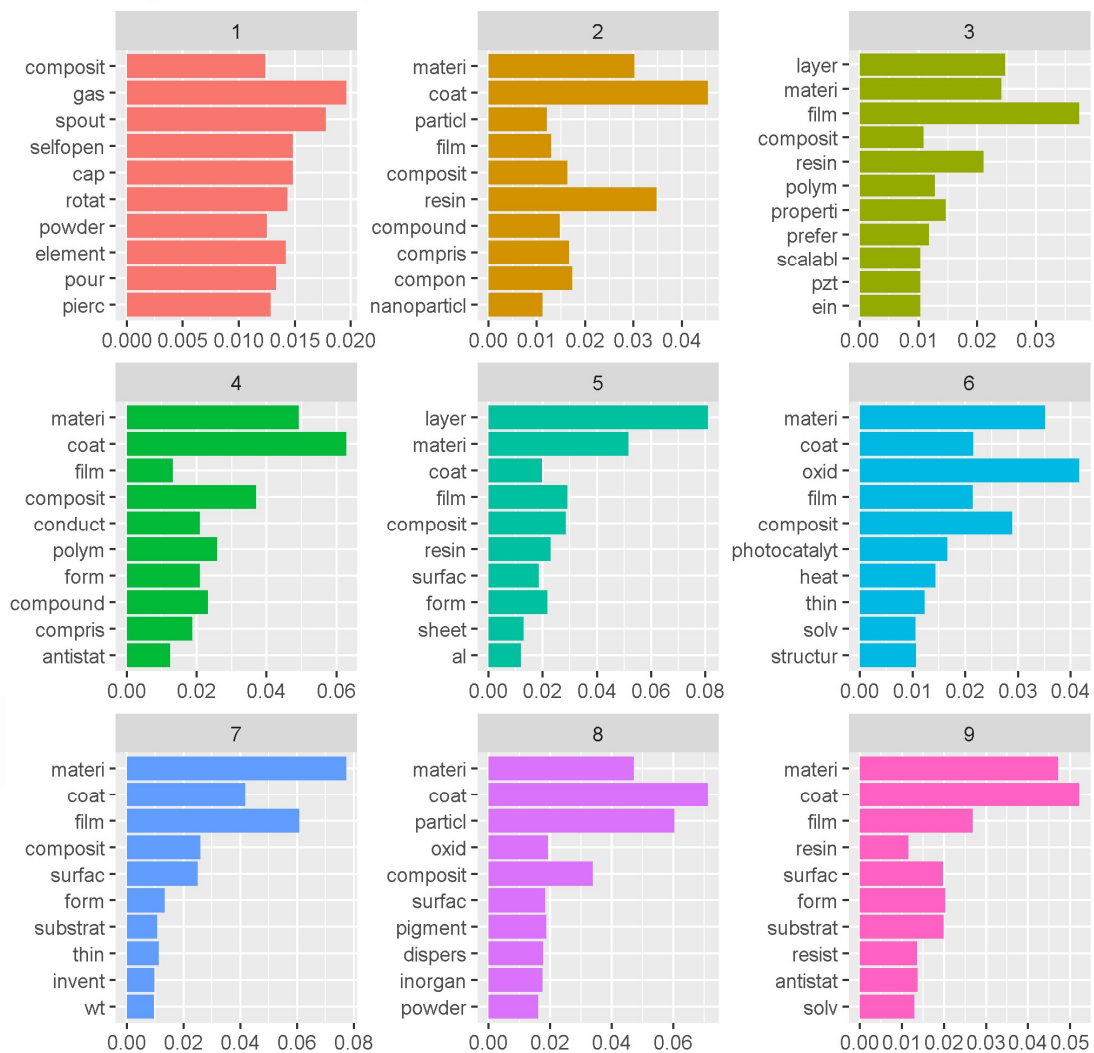 1
composit
gas
spout
selfopen
cap
rotat
powder
element
pour
pierc
0.000 0.005 0.010 0.015 0.020
2
materi
coat
particl
film
composit
resin
compound
compris
compon
nanoparticl
0.00 0.01 0.02 0.03 0.04
3
layer
materi
film
composit
resin
polym
properti
prefer
scalabl
pzt
ein
0.00 0.01 0.02 0.03
4
materi
coat
film
composit
conduct
polym
form
compound
compris
antistat
0.00 0.02 0.04 0.06
5
layer
materi
coat
film
composit
resin
surfac
form
sheet
al
0.00 0.02 0.04 0.06 0.08
6
materi
coat
oxid
film
composit
photocatalyt
heat
thin
solv
structur
0.00 0.01 0.02 0.03 0.04
7
materi
coat
film
composit
surfac
form
substrat
thin
invent
wt
0.00 0.02 0.04 0.06 0.08
8
materi
coat
particl
oxid
composit
surfac
pigment
dispers
inorgan
powder
0.00 0.02 0.04 0.06
9
materi
coat
film
resin
surfac
form
substrat
resist
antistat
solv
0.00 0.01 0.02 0.03 0.04 0.05